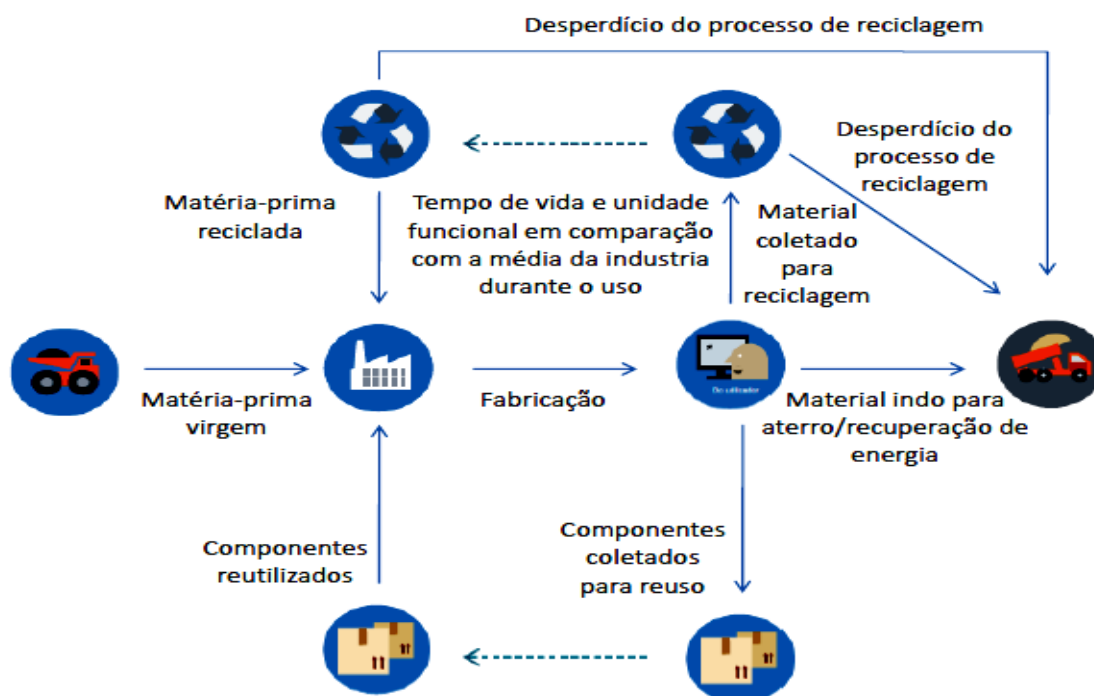 Desperdício do processo de reciclagem
Desperdício do
processo de
reciclagem
Matéria-prima
reciclada
Tempo de vida e unidade
funcional em comparação
com a média da industria
durante o uso
Material
coletado
para
reciclagem
Matéria-prima
virgem
Fabricação
Material indo para
aterro/recuperação de
energia
Componentes
reutilizados
Componentes
coletados
para reuso